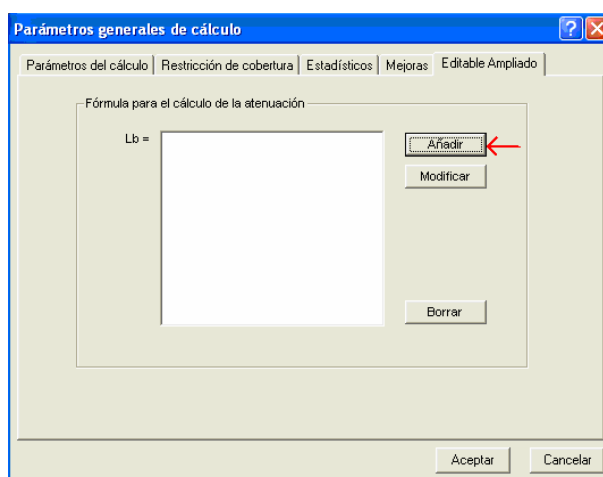 Parámetros generales de cálculo
Parámetros del cálculo Restricción de cobertura Estadísticos Mejoras Editable Ampliado
Fórmula para el cálculo de la atenuación
Lb =
Añadir
Modificar
Borrar
Aceptar Cancelar